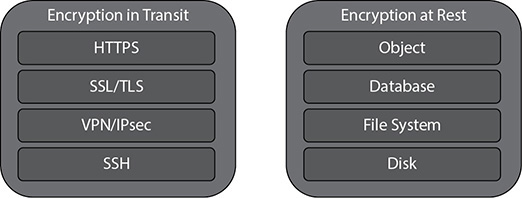 Encryption in Transit
HTTPS
SSL/TLS
VPN/IPsec
SSH
Encryption at Rest
Object
Database
File System
Disk